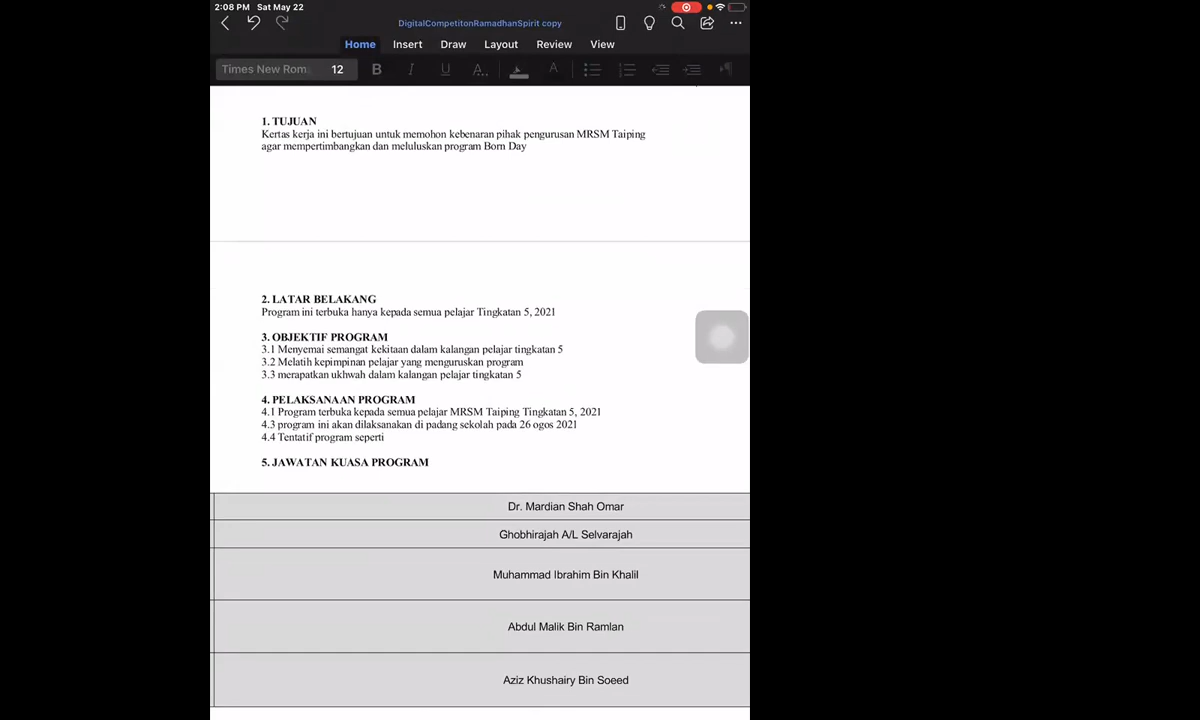 2:08 PM Sat May 22
DigitalCompetitonRamadhanSpirit copy
Home Insert Draw Layout Review View
Times New Rom 12 B I U A.. A
1. TUJUAN
Kertas kerja ini bertujuan untuk memohon kebenaran pihak pengurusan MRSM Taiping
agar mempertimbangkan dan meluluskan program Born Day
2. LATAR BELAKANG
Program ini terbuka hanya kepada semua pelajar Tingkatan 5, 2021
3. OBJEKTIF PROGRAM
3.1 Menyemai semangat kekitaan dalam kalangan pelajar tingkatan 5
3.2 Melatih kepimpinan pelajar yang menguruskan program
3.3 merapatkan ukhwah dalam kalangan pelajar tingkatan 5
4. PELAKSANAAN PROGRAM
4.1 Program terbuka kepada semua pelajar MRSM Taiping Tingkatan 5, 2021
4.3 program ini akan dilaksanakan di padang sekolah pada 26 ogos 2021
4.4 Tentatif program seperti
5. JAWATAN KUASA PROGRAM
Dr. Mardian Shah Omar
Ghobhirajah A/L Selvarajah
Muhammad Ibrahim Bin Khalil
Abdul Malik Bin Ramlan
Aziz Khushairy Bin Soeed